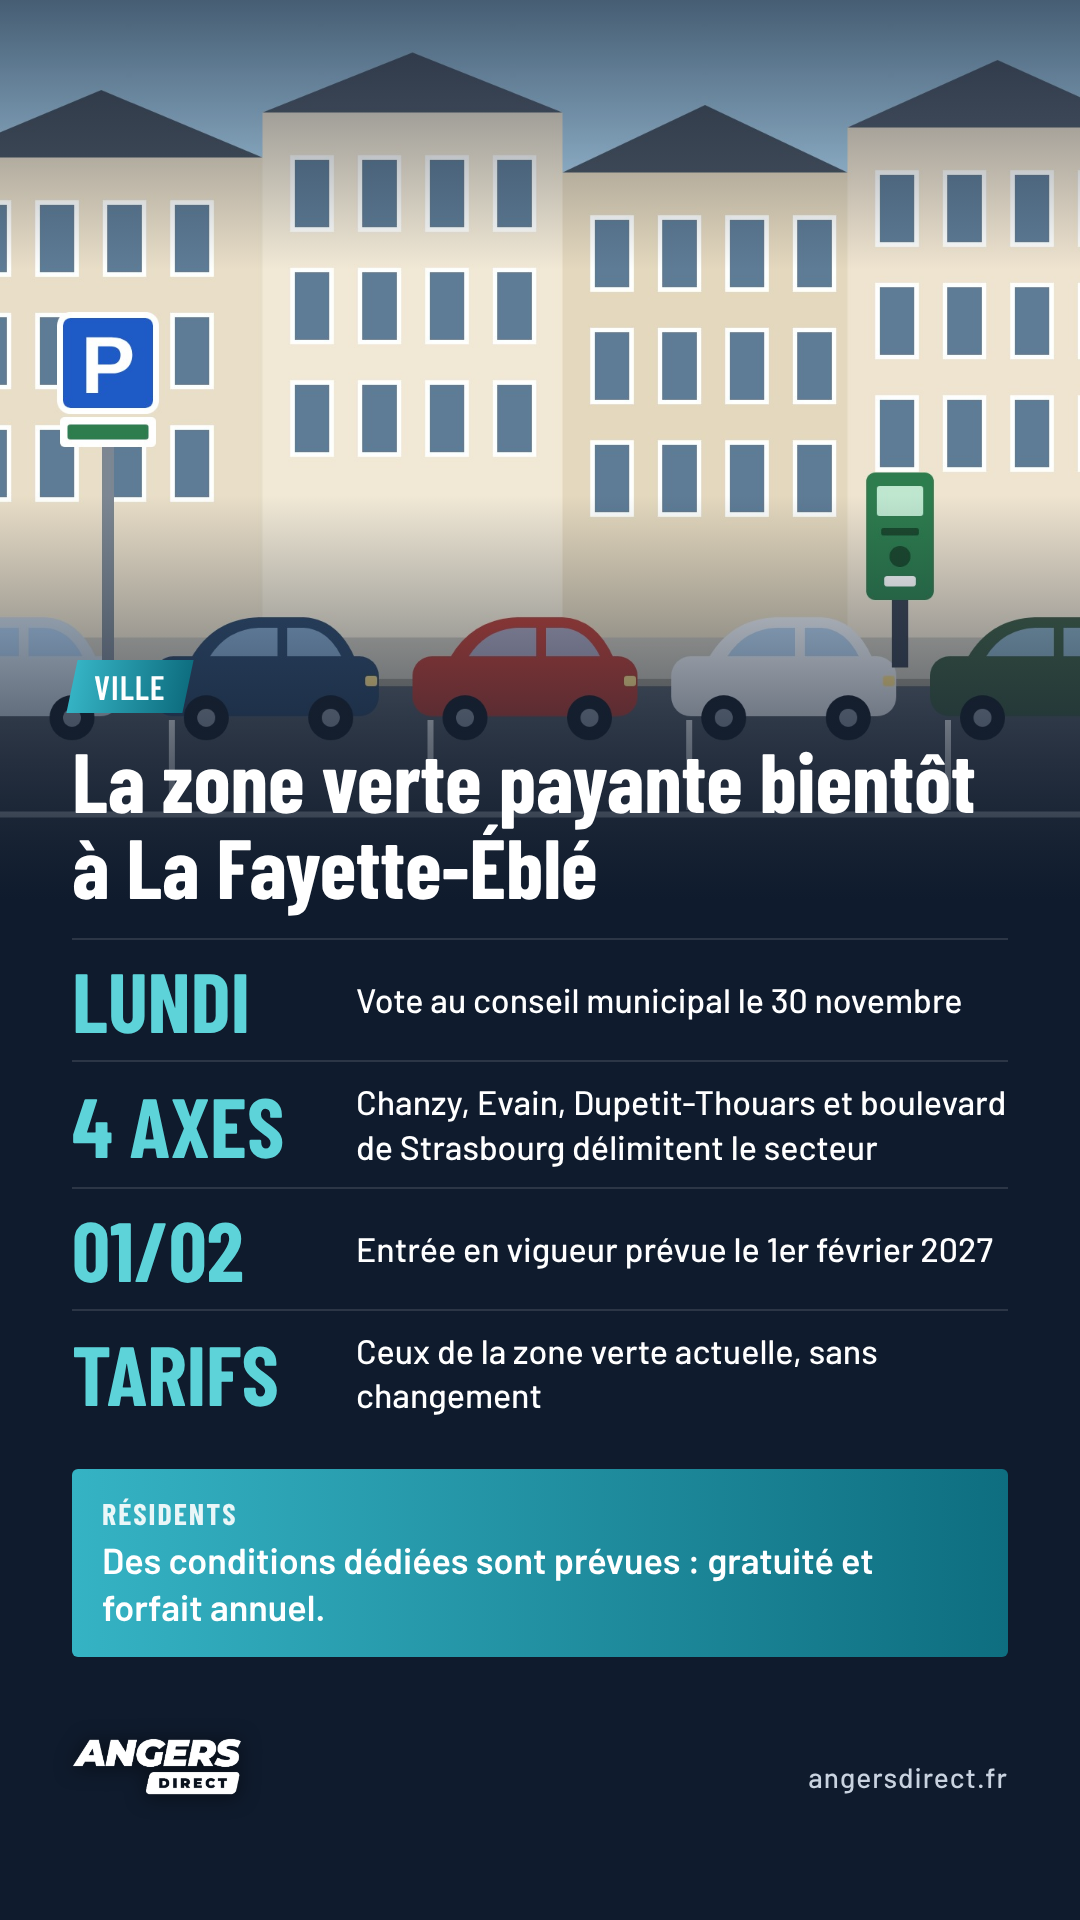 P
VILLE
La zone verte payante bientôt
à La Fayette-Éblé
LUNDI
Vote au conseil municipal le 30 novembre
4 AXES
Chanzy, Evain, Dupetit-Thouars et boulevard
de Strasbourg délimitent le secteur
01/02
Entrée en vigueur prévue le 1er février 2027
TARIFS
Ceux de la zone verte actuelle, sans
changement
RÉSIDENTS
Des conditions dédiées sont prévues : gratuité et
forfait annuel.
ANGERS
DIRECT
angersdirect.fr